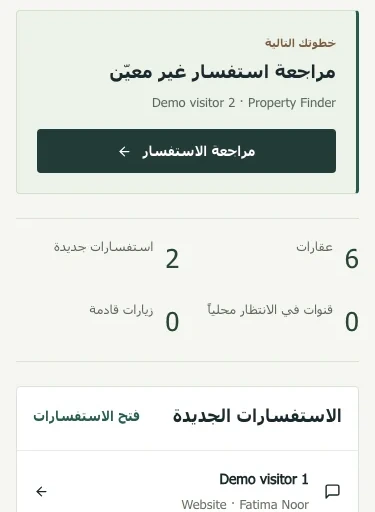 خطوتك التالية
مراجعة استفسار غير معيّن
Demo visitor 2 · Property Finder
مراجعة الاستفسار ←
6 عقارات
2 استفسارات جديدة
0 قنوات في الانتظار محلياً
0 زيارات قادمة
الاستفسارات الجديدة
فتح الاستفسارات
Demo visitor 1
Website · Fatima Noor